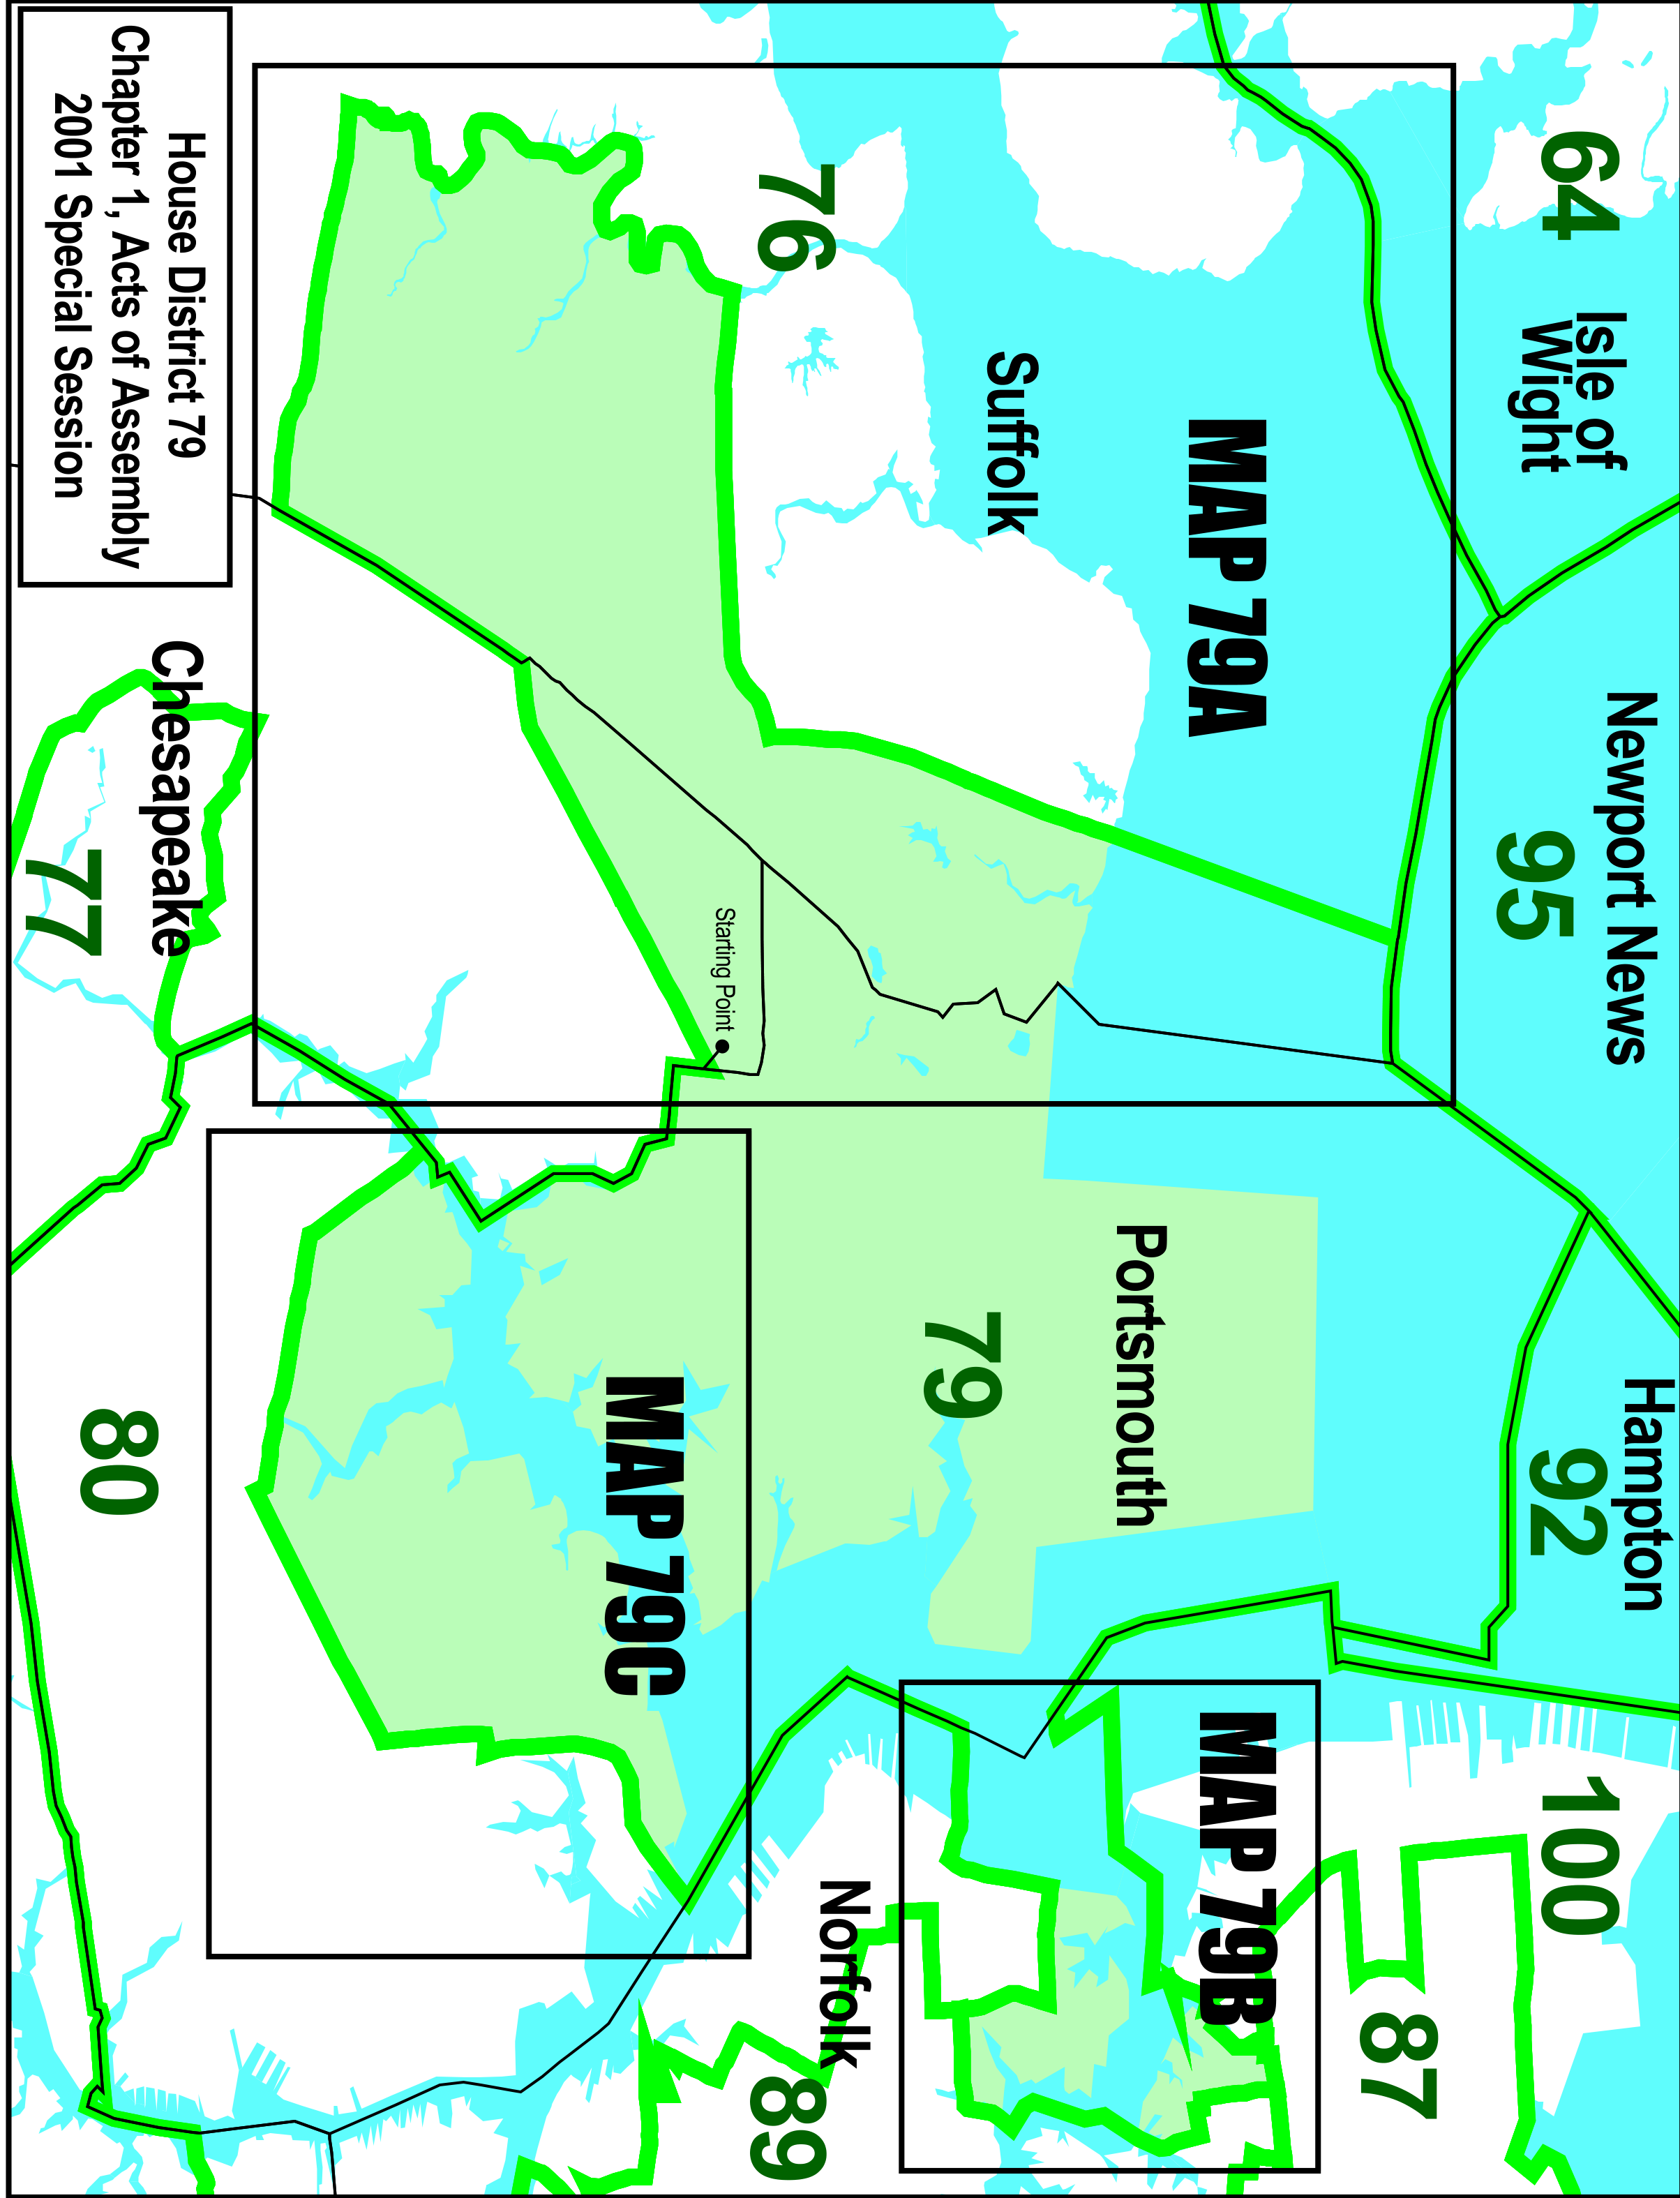 64
Isle of
Wight
Newport News
95
Hampton
92
100
MAP 79A
Suffolk
76
Portsmouth
79
MAP 79B
87
Starting Point
MAP 79C
Norfolk
89
Chesapeake
77
80
House District 79
Chapter 1, Acts of Assembly
2001 Special Session